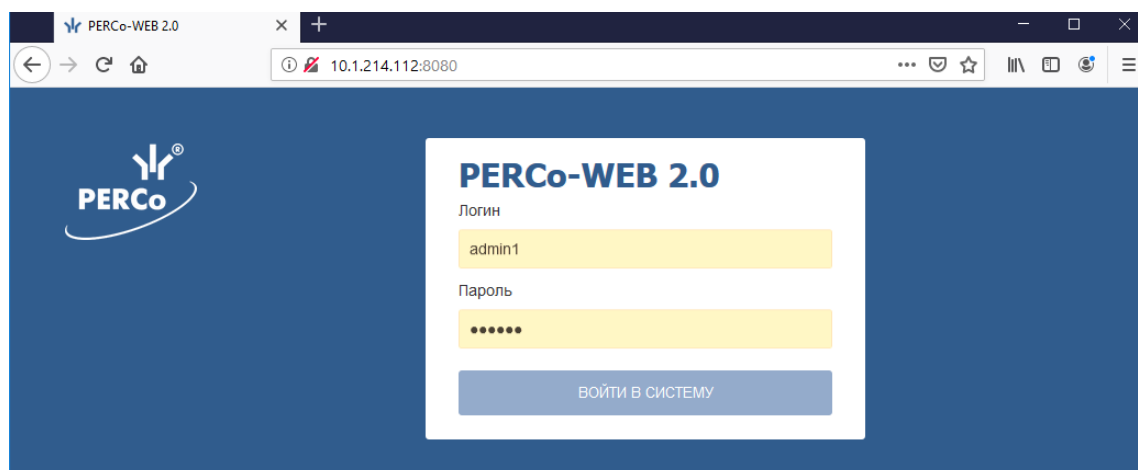 PERCo-WEB 2.0
10.1.214.112:8080
PERCo®
PERCo-WEB 2.0
Логин
admin1
Пароль
••••••
ВОЙТИ В СИСТЕМУ